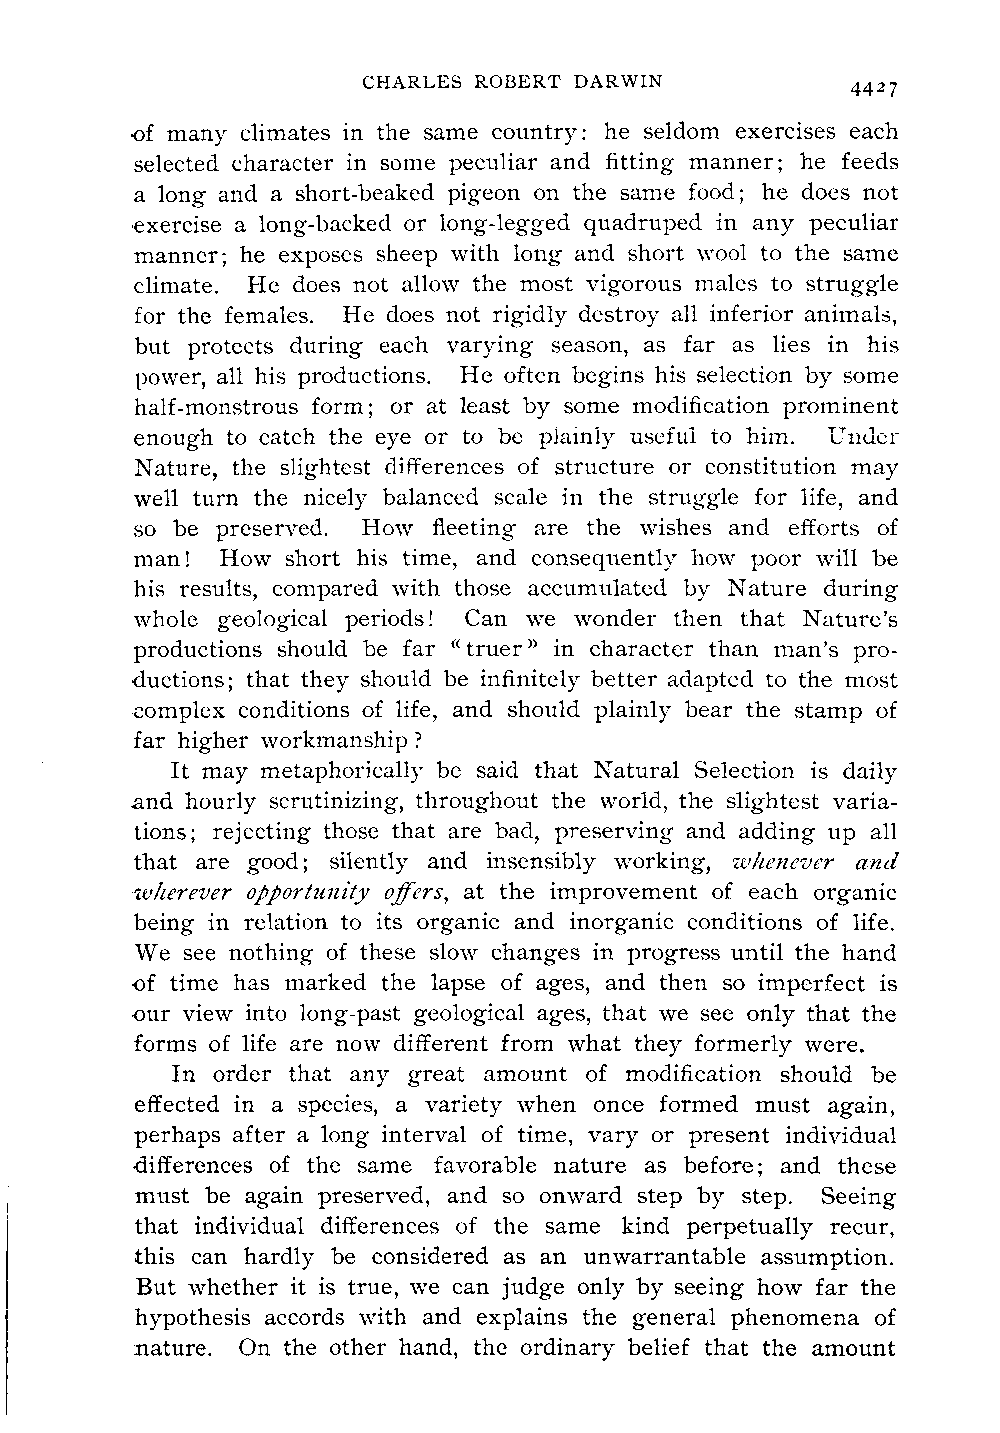 CHARLES ROBERT DARWIN 4427
of many climates in the same country: he seldom exercises each
selected character in some peculiar and fitting manner; he feeds
a long and a short-beaked pigeon on the same food; he does not
exercise a long-backed or long-legged quadruped in any peculiar
manner; he exposes sheep with long and short wool to the same
climate. He does not allow the most vigorous males to struggle
for the females. He does not rigidly destroy all inferior animals,
but protects during each varying season, as far as lies in his
power, all his productions. He often begins his selection by some
half-monstrous form; or at least by some modification prominent
enough to catch the eye or to be plainly useful to him. Under
Nature, the slightest differences of structure or constitution may
well turn the nicely balanced scale in the struggle for life, and
so be preserved. How fleeting are the wishes and efforts of
man! How short his time, and consequently how poor will be
his results, compared with those accumulated by Nature during
whole geological periods! Can we wonder then that Nature's
productions should be far "truer" in character than man's pro-
ductions; that they should be infinitely better adapted to the most
complex conditions of life, and should plainly bear the stamp of
far higher workmanship?
It may metaphorically be said that Natural Selection is daily
and hourly scrutinizing, throughout the world, the slightest varia-
tions; rejecting those that are bad, preserving and adding up all
that are good; silently and insensibly working, whenever and
wherever opportunity offers, at the improvement of each organic
being in relation to its organic and inorganic conditions of life.
We see nothing of these slow changes in progress until the hand
of time has marked the lapse of ages, and then so imperfect is
our view into long-past geological ages, that we see only that the
forms of life are now different from what they formerly were.
In order that any great amount of modification should be
effected in a species, a variety when once formed must again,
perhaps after a long interval of time, vary or present individual
differences of the same favorable nature as before; and these
must be again preserved, and so onward step by step. Seeing
that individual differences of the same kind perpetually recur,
this can hardly be considered as an unwarrantable assumption.
But whether it is true, we can judge only by seeing how far the
hypothesis accords with and explains the general phenomena of
nature. On the other hand, the ordinary belief that the amount